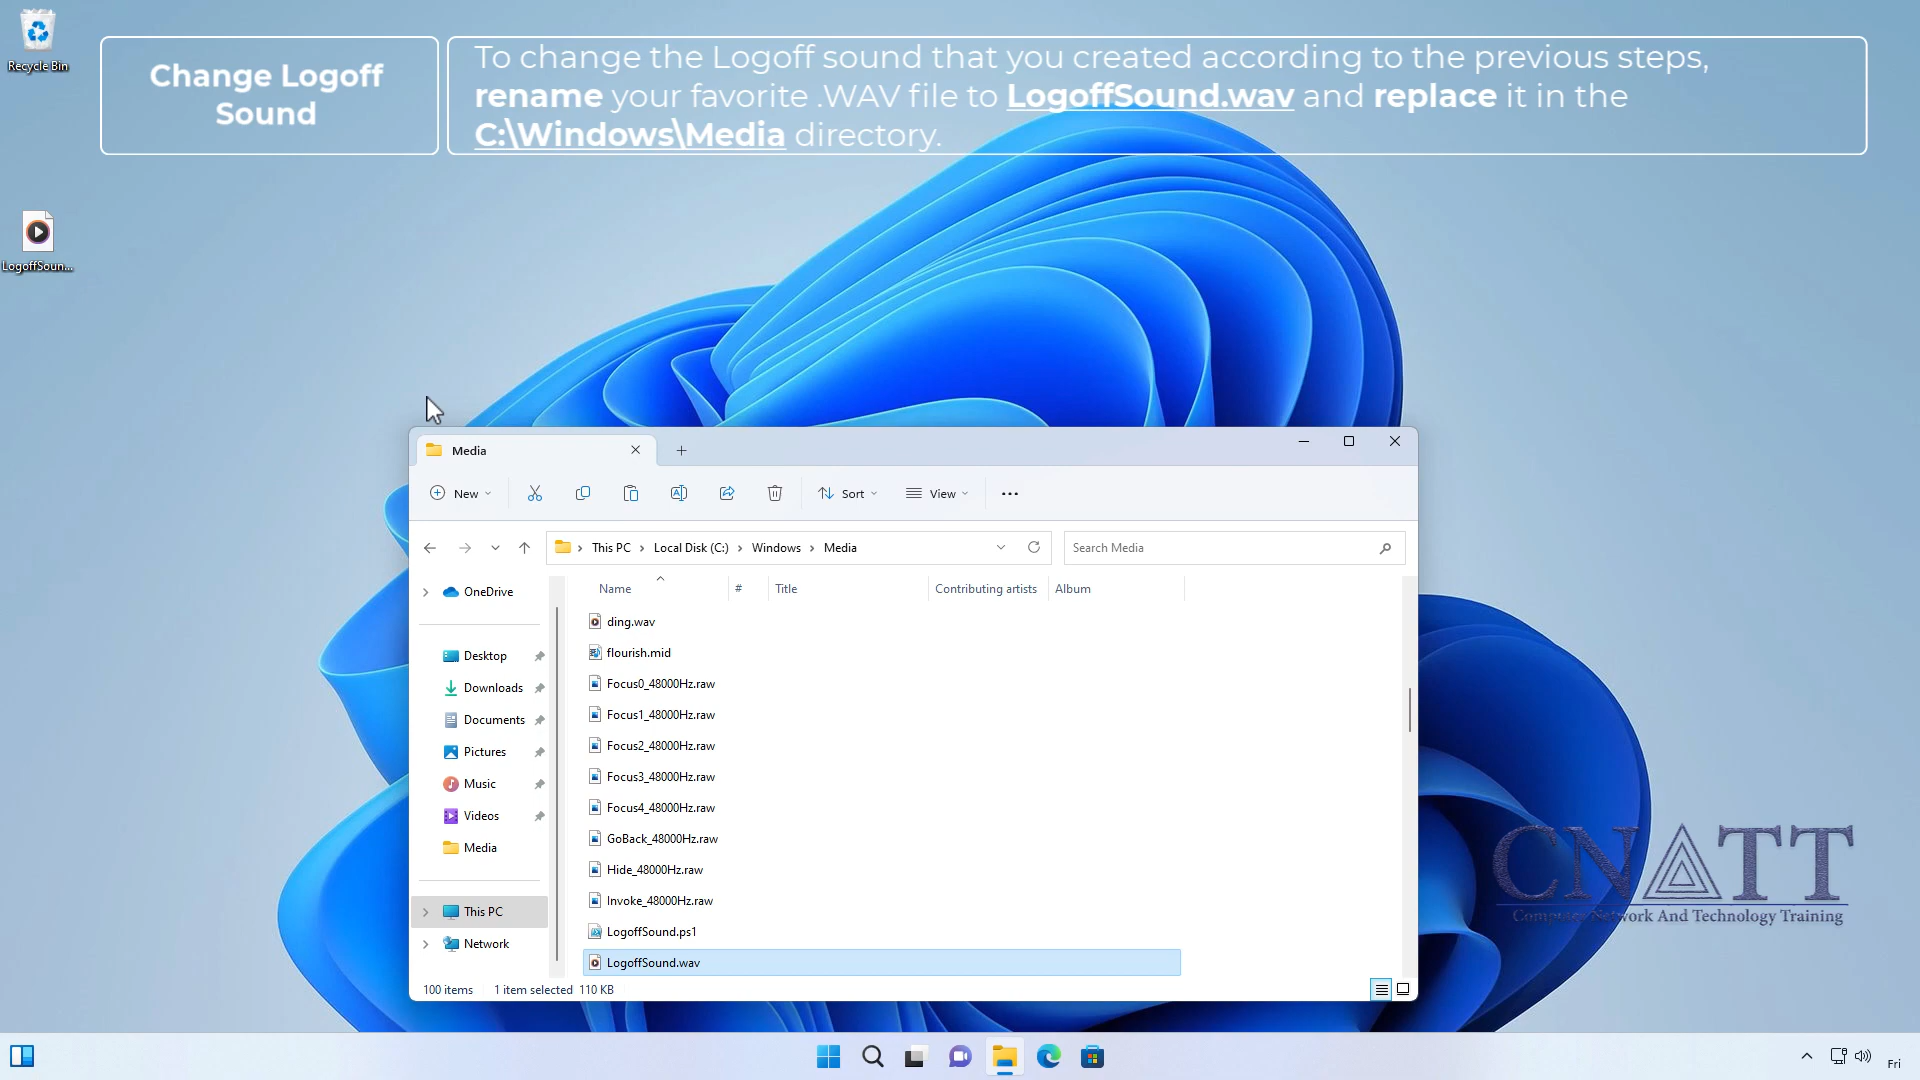 Recycle Bin
Change Logoff
Sound
To change the Logoff sound that you created according to the previous steps,
rename your favorite .WAV file to LogoffSound.wav and replace it in the
C:\Windows\Media directory.
LogoffSoun...
Media
New
Sort
View
This PC
Local Disk (C:)
Windows
Media
Search Media
OneDrive
Desktop
Downloads
Documents
Pictures
Music
Videos
Media
This PC
Network
Name
#
Title
Contributing artists
Album
ding.wav
flourish.mid
Focus0_48000Hz.raw
Focus1_48000Hz.raw
Focus2_48000Hz.raw
Focus3_48000Hz.raw
Focus4_48000Hz.raw
GoBack_48000Hz.raw
Hide_48000Hz.raw
Invoke_48000Hz.raw
LogoffSound.ps1
LogoffSound.wav
100 items
1 item selected 110 KB
CNATT
Computer Network And Technology Training
Fri